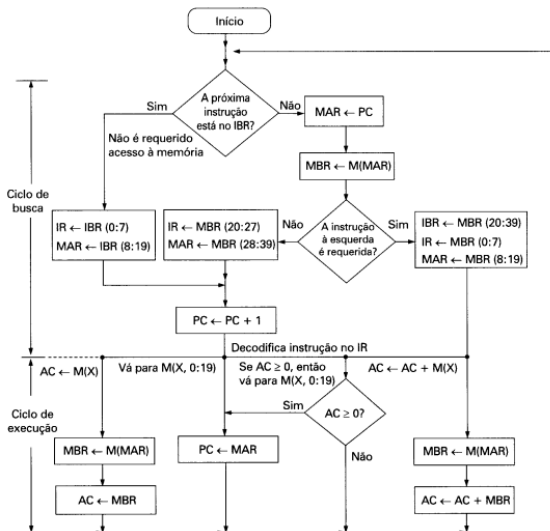 Início
A próxima
instrução
está no IBR?
Sim
Não
MAR ← PC
Não é requerido
acesso à memória
MBR ← M(MAR)
Ciclo de
busca
IR ← IBR (0:7)
MAR ← IBR (8:19)
IR ← MBR (20:27)
MAR ← MBR (28:39)
Não
A instrução
à esquerda
é requerida?
Sim
IBR ← MBR (20:39)
IR ← MBR (0:7)
MAR ← MBR (8:19)
PC ← PC + 1
Decodifica instrução no IR
AC ← M(X)
Vá para M(X, 0:19)
Se AC ≥ 0, então
vá para M(X, 0:19)
AC ← AC + M(X)
Sim
AC ≥ 0?
Não
Ciclo de
execução
MBR ← M(MAR)
PC ← MAR
MBR ← M(MAR)
AC ← MBR
AC ← AC + MBR